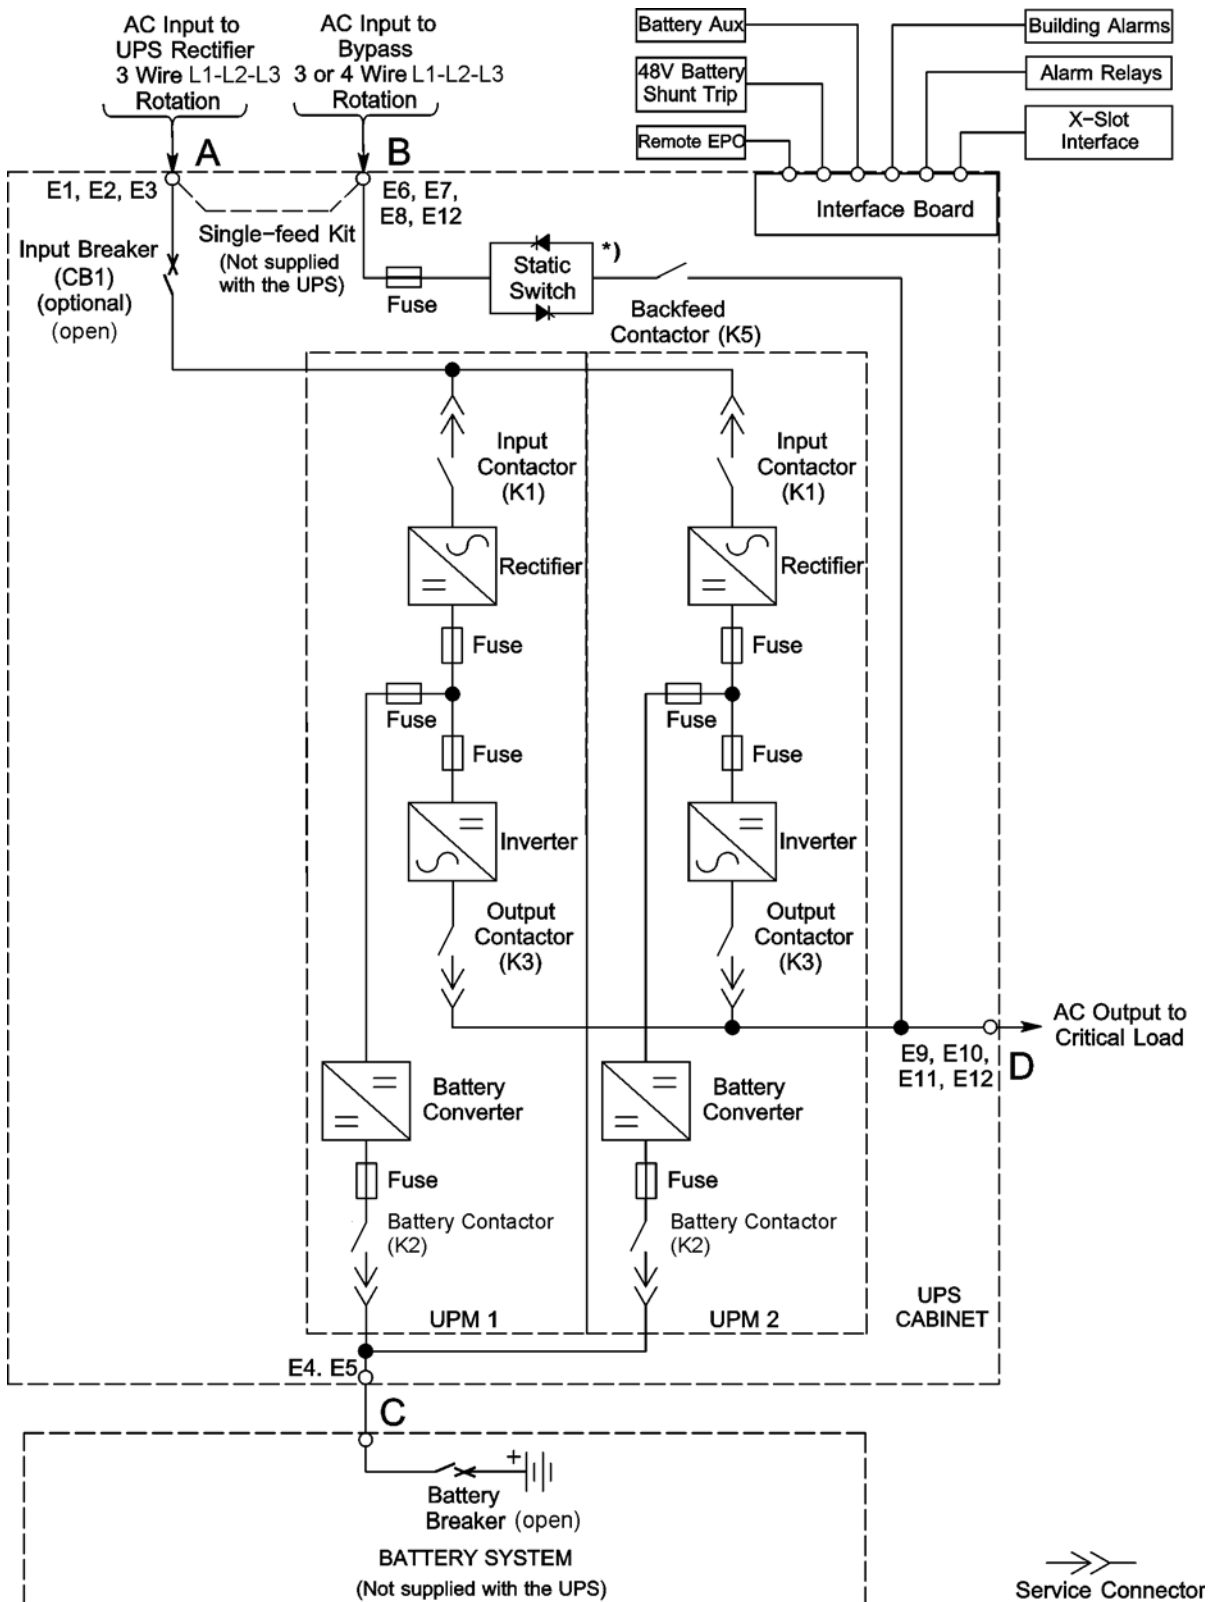 AC Input to
UPS Rectifier
3 Wire L1-L2-L3
Rotation
AC Input to
Bypass
3 or 4 Wire L1-L2-L3
Rotation
Battery Aux
48V Battery
Shunt Trip
Remote EPO
Building Alarms
Alarm Relays
X-Slot
Interface
Interface Board
A
B
E1, E2, E3
E6, E7,
E8, E12
Single-feed Kit
(Not supplied
with the UPS)
Input Breaker
(CB1)
(optional)
(open)
Fuse
Static
Switch
*)
Backfeed
Contactor (K5)
Input
Contactor
(K1)
Input
Contactor
(K1)
Rectifier
Rectifier
Fuse
Fuse
Fuse
Fuse
Fuse
Fuse
Inverter
Inverter
Output
Contactor
(K3)
Output
Contactor
(K3)
AC Output to
Critical Load
E9, E10,
E11, E12
D
Battery
Converter
Battery
Converter
Fuse
Fuse
Battery Contactor
(K2)
Battery Contactor
(K2)
UPM 1
UPM 2
UPS
CABINET
E4. E5
C
+
Battery
Breaker (open)
BATTERY SYSTEM
(Not supplied with the UPS)
Service Connector